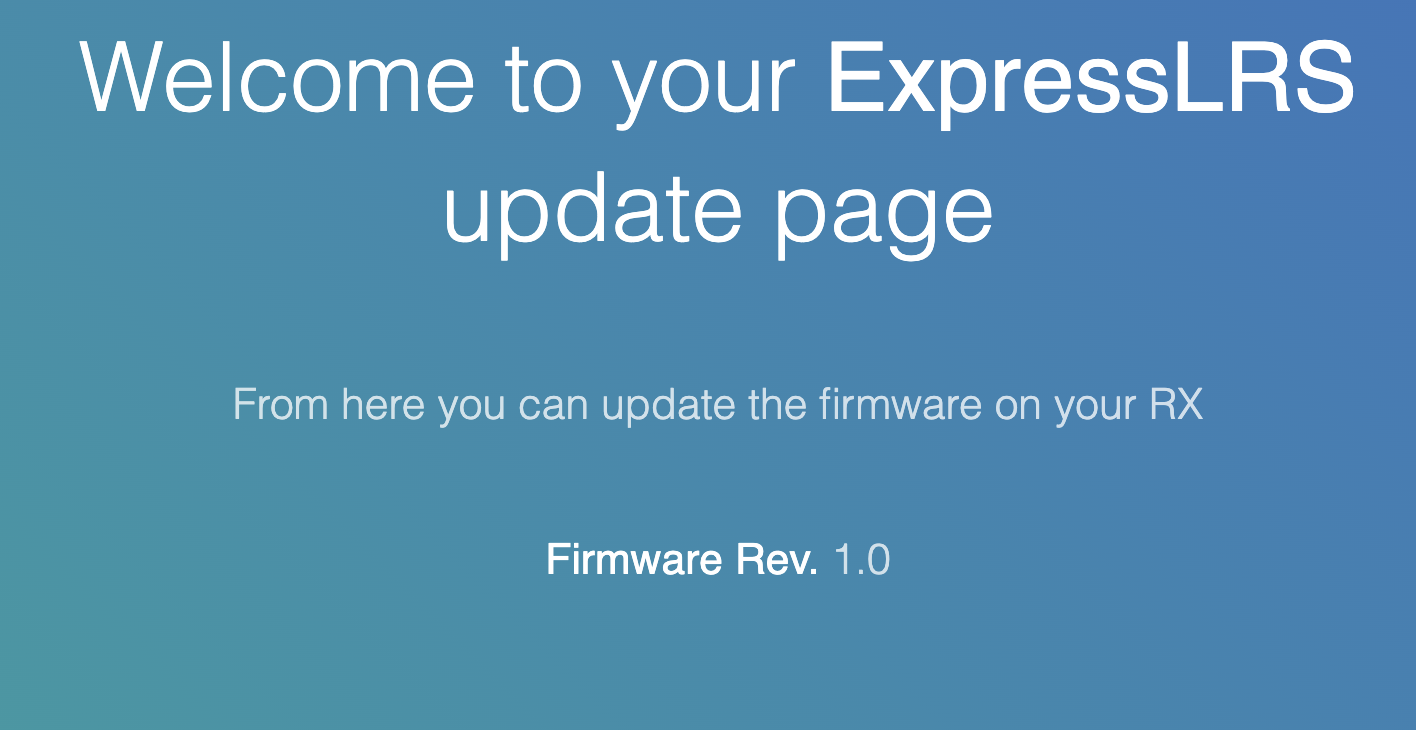 Welcome to your ExpressLRS
update page
From here you can update the firmware on your RX
Firmware Rev. 1.0